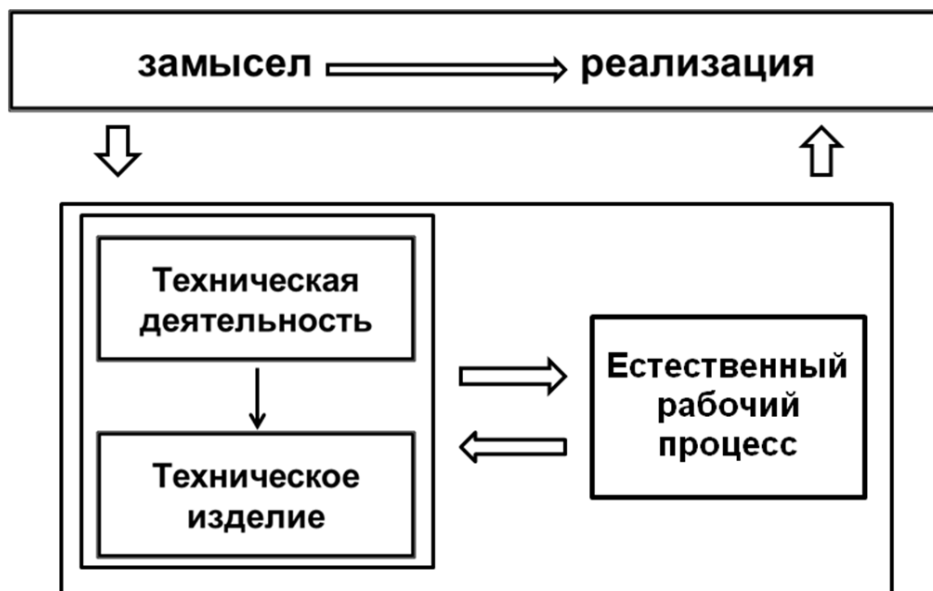 замысел реализация
Техническая
деятельность
Естественный
рабочий
процесс
Техническое
изделие